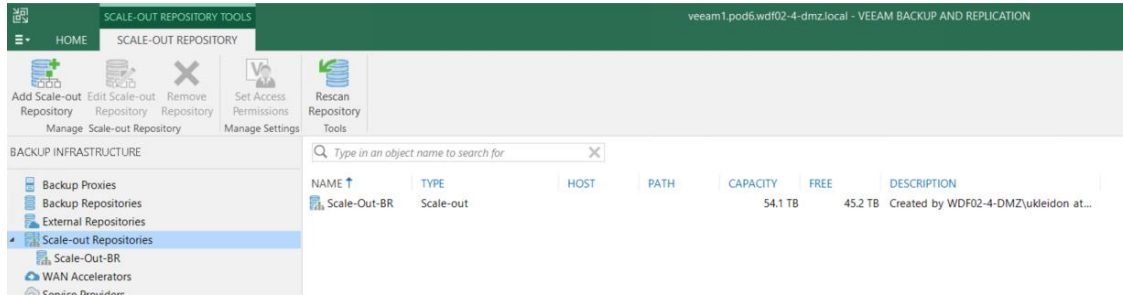 SCALE-OUT REPOSITORY TOOLS
veeam1.pod6.wdf02-4-dmz.local - VEEAM BACKUP AND REPLICATION
HOME SCALE-OUT REPOSITORY
Add Scale-out Repository
Edit Scale-out Repository
Remove Repository
Set Access Permissions
Rescan Repository
Manage Scale-out Repository Manage Settings Tools
BACKUP INFRASTRUCTURE
Type in an object name to search for
Backup Proxies
Backup Repositories
External Repositories
Scale-out Repositories
Scale-Out-BR
WAN Accelerators
Service Providers
NAME TYPE HOST PATH CAPACITY FREE DESCRIPTION
Scale-Out-BR Scale-out 54.1 TB 45.2 TB Created by WDF02-4-DMZ\ukleidon at...